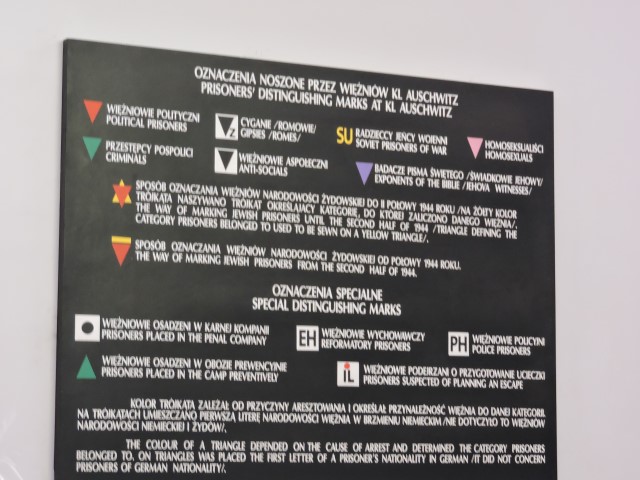 OZNACZENIA NOSZONE PRZEZ WIĘŹNIÓW KL AUSCHWITZ
PRISONERS' DISTINGUISHING MARKS AT KL AUSCHWITZ
WIĘŹNIOWIE POLITYCZNI
POLITICAL PRISONERS
Z
CYGANIE /ROMOWIE/
GIPSIES /ROMES/
SU
RADZIECCY JEŃCY WOJENNI
SOVIET PRISONERS OF WAR
HOMOSEKSUALIŚCI
HOMOSEXUALS
PRZESTĘPCY POSPOLICI
CRIMINALS
WIĘŹNIOWIE ASPOŁECZNI
ANTI-SOCIALS
BADACZE PISMA ŚWIĘTEGO /ŚWIADKOWIE JEHOWY/
EXPONENTS OF THE BIBLE /JEHOVA WITNESSES/
SPOSÓB OZNACZANIA WIĘŹNIÓW NARODOWOŚCI ŻYDOWSKIEJ DO II POŁOWY 1944 ROKU /NA ŻÓŁTY KOLOR
TRÓJKĄTA NASZYWANO TRÓJKĄT OKREŚLAJĄCY KATEGORIĘ, DO KTÓREJ ZALICZONO DANEGO WIĘŹNIA/.
THE WAY OF MARKING JEWISH PRISONERS UNTIL THE SECOND HALF OF 1944 /TRIANGLE DEFINING THE
CATEGORY PRISONERS BELONGED TO USED TO BE SEWN ON A YELLOW TRIANGLE/.
SPOSÓB OZNACZANIA WIĘŹNIÓW NARODOWOŚCI ŻYDOWSKIEJ OD POŁOWY 1944 ROKU.
THE WAY OF MARKING JEWISH PRISONERS FROM THE SECOND HALF OF 1944.
OZNACZENIA SPECJALNE
SPECIAL DISTINGUISHING MARKS
WIĘŹNIOWIE OSADZENI W KARNEJ KOMPANII
PRISONERS PLACED IN THE PENAL COMPANY
EH
WIĘŹNIOWIE WYCHOWAWCZY
REFORMATORY PRISONERS
PH
WIĘŹNIOWIE POLICYJNI
POLICE PRISONERS
WIĘŹNIOWIE OSADZENI W OBOZIE PREWENCYJNIE
PRISONERS PLACED IN THE CAMP PREVENTIVELY
iL
WIĘŹNIOWIE PODEJRZANI O PRZYGOTOWANIE UCIECZKI
PRISONERS SUSPECTED OF PLANNING AN ESCAPE
KOLOR TRÓJKĄTA ZALEŻAŁ OD PRZYCZYNY ARESZTOWANIA I OKREŚLAŁ PRZYNALEŻNOŚĆ WIĘŹNIA DO DANEJ KATEGORII.
NA TRÓJKĄTACH UMIESZCZANO PIERWSZĄ LITERĘ NARODOWOŚCI WIĘŹNIA W BRZMIENIU NIEMIECKIM /NIE DOTYCZYŁO TO WIĘŹNIÓW
NARODOWOŚCI NIEMIECKIEJ I ŻYDÓW/.
THE COLOUR OF A TRIANGLE DEPENDED ON THE CAUSE OF ARREST AND DETERMINED THE CATEGORY PRISONERS
BELONGED TO. ON TRIANGLES WAS PLACED THE FIRST LETTER OF A PRISONER'S NATIONALITY IN GERMAN /IT DID NOT CONCERN
PRISONERS OF GERMAN NATIONALITY/.